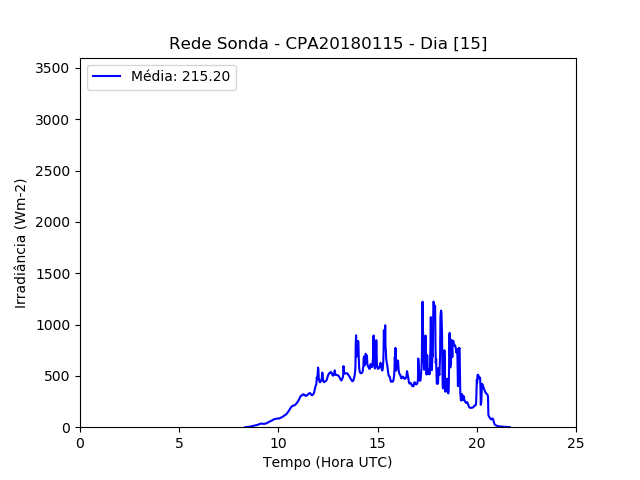 Rede Sonda - CPA20180115 - Dia [15]
Média: 215.20
3500
3000
2500
2000
1500
1000
500
0
Irradiância (Wm-2)
0 5 10 15 20 25
Tempo (Hora UTC)